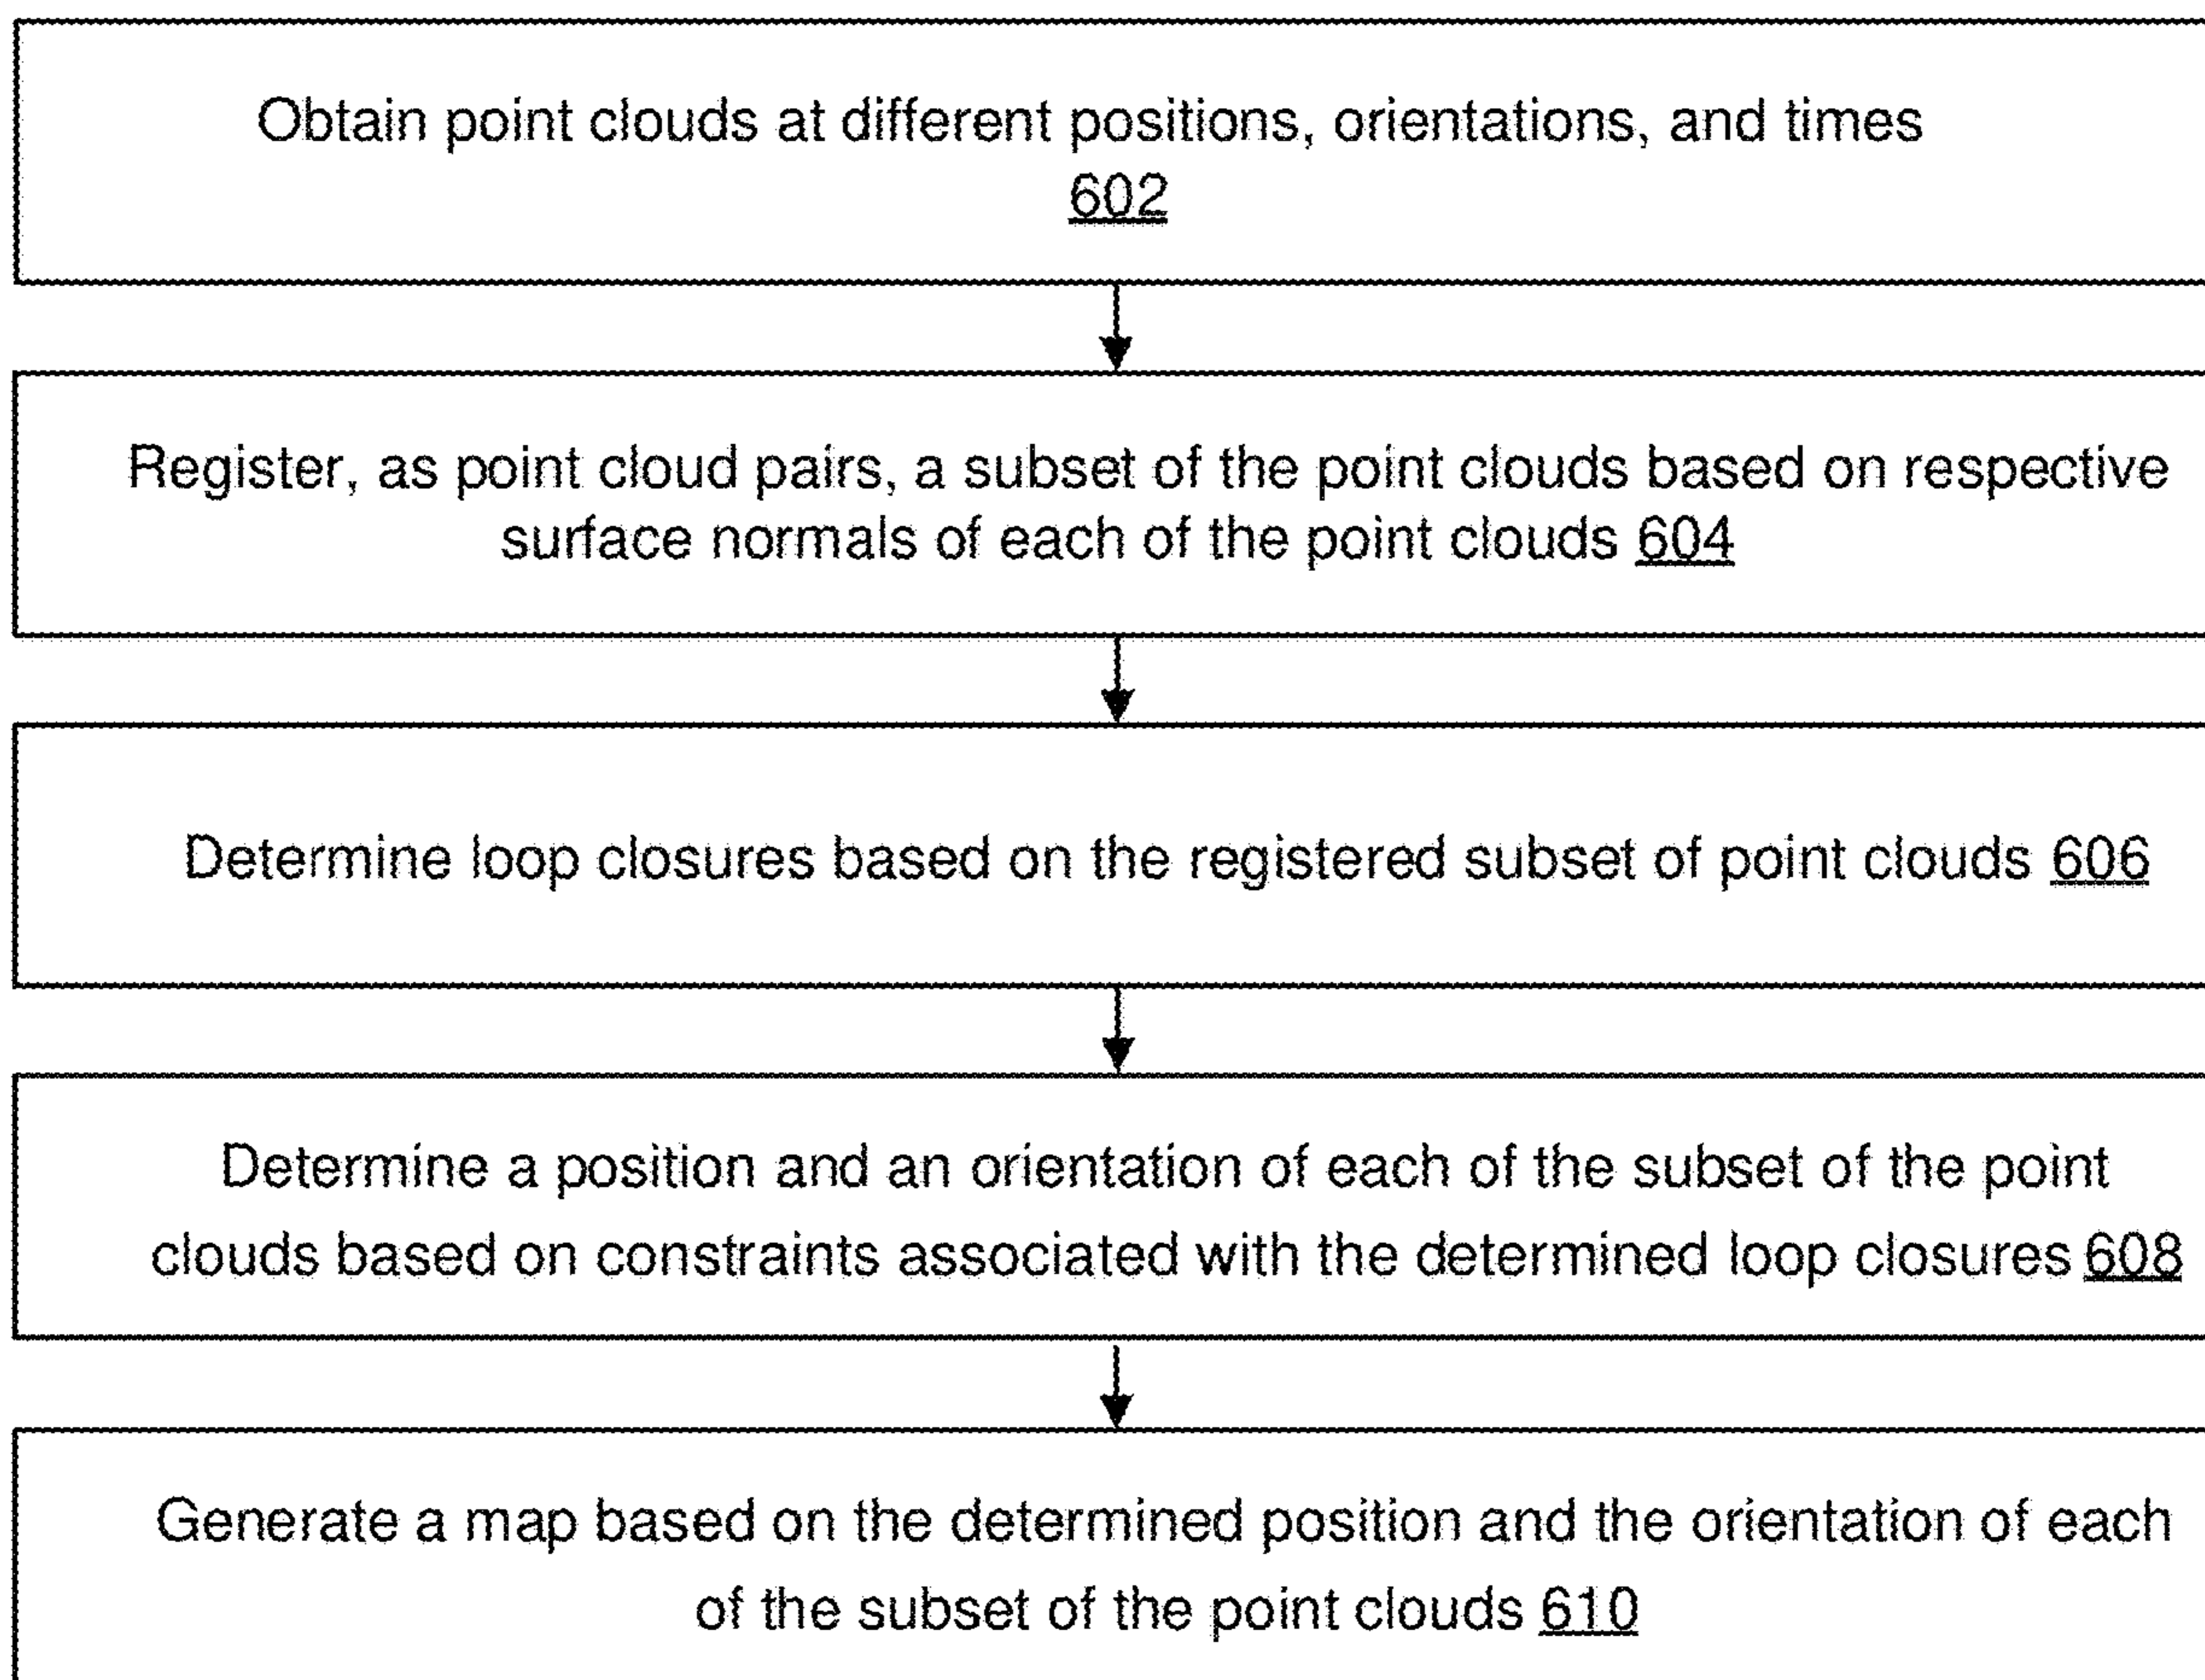 Obtain point clouds at different positions, orientations, and times
602
Register, as point cloud pairs, a subset of the point clouds based on respective
surface normals of each of the point clouds 604
Determine loop closures based on the registered subset of point clouds 606
Determine a position and an orientation of each of the subset of the point
clouds based on constraints associated with the determined loop closures 608
Generate a map based on the determined position and the orientation of each
of the subset of the point clouds 610